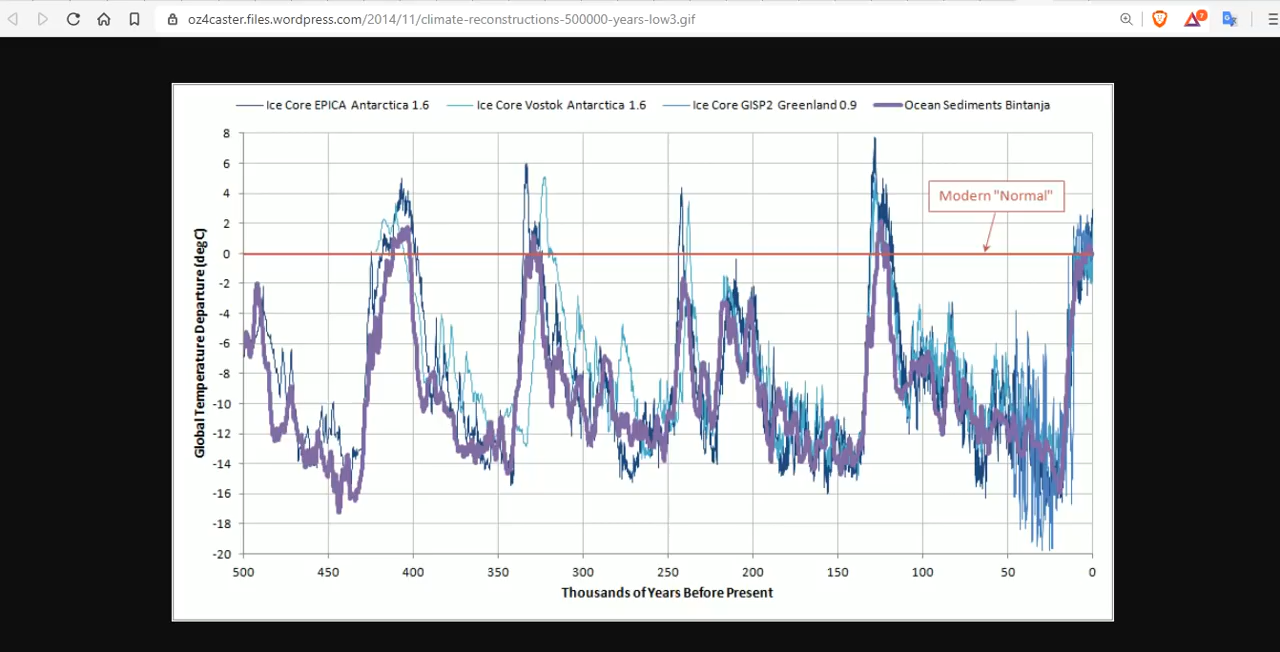 oz4caster.files.wordpress.com/2014/11/climate-reconstructions-500000-years-low3.gif
7
Ice Core EPICA Antarctica 1.6 Ice Core Vostok Antarctica 1.6 Ice Core GISP2 Greenland 0.9 Ocean Sediments Bintanja
Global Temperature Departure (degC)
8
6
4
2
0
-2
-4
-6
-8
-10
-12
-14
-16
-18
-20
Modern "Normal"
500 450 400 350 300 250 200 150 100 50 0
Thousands of Years Before Present